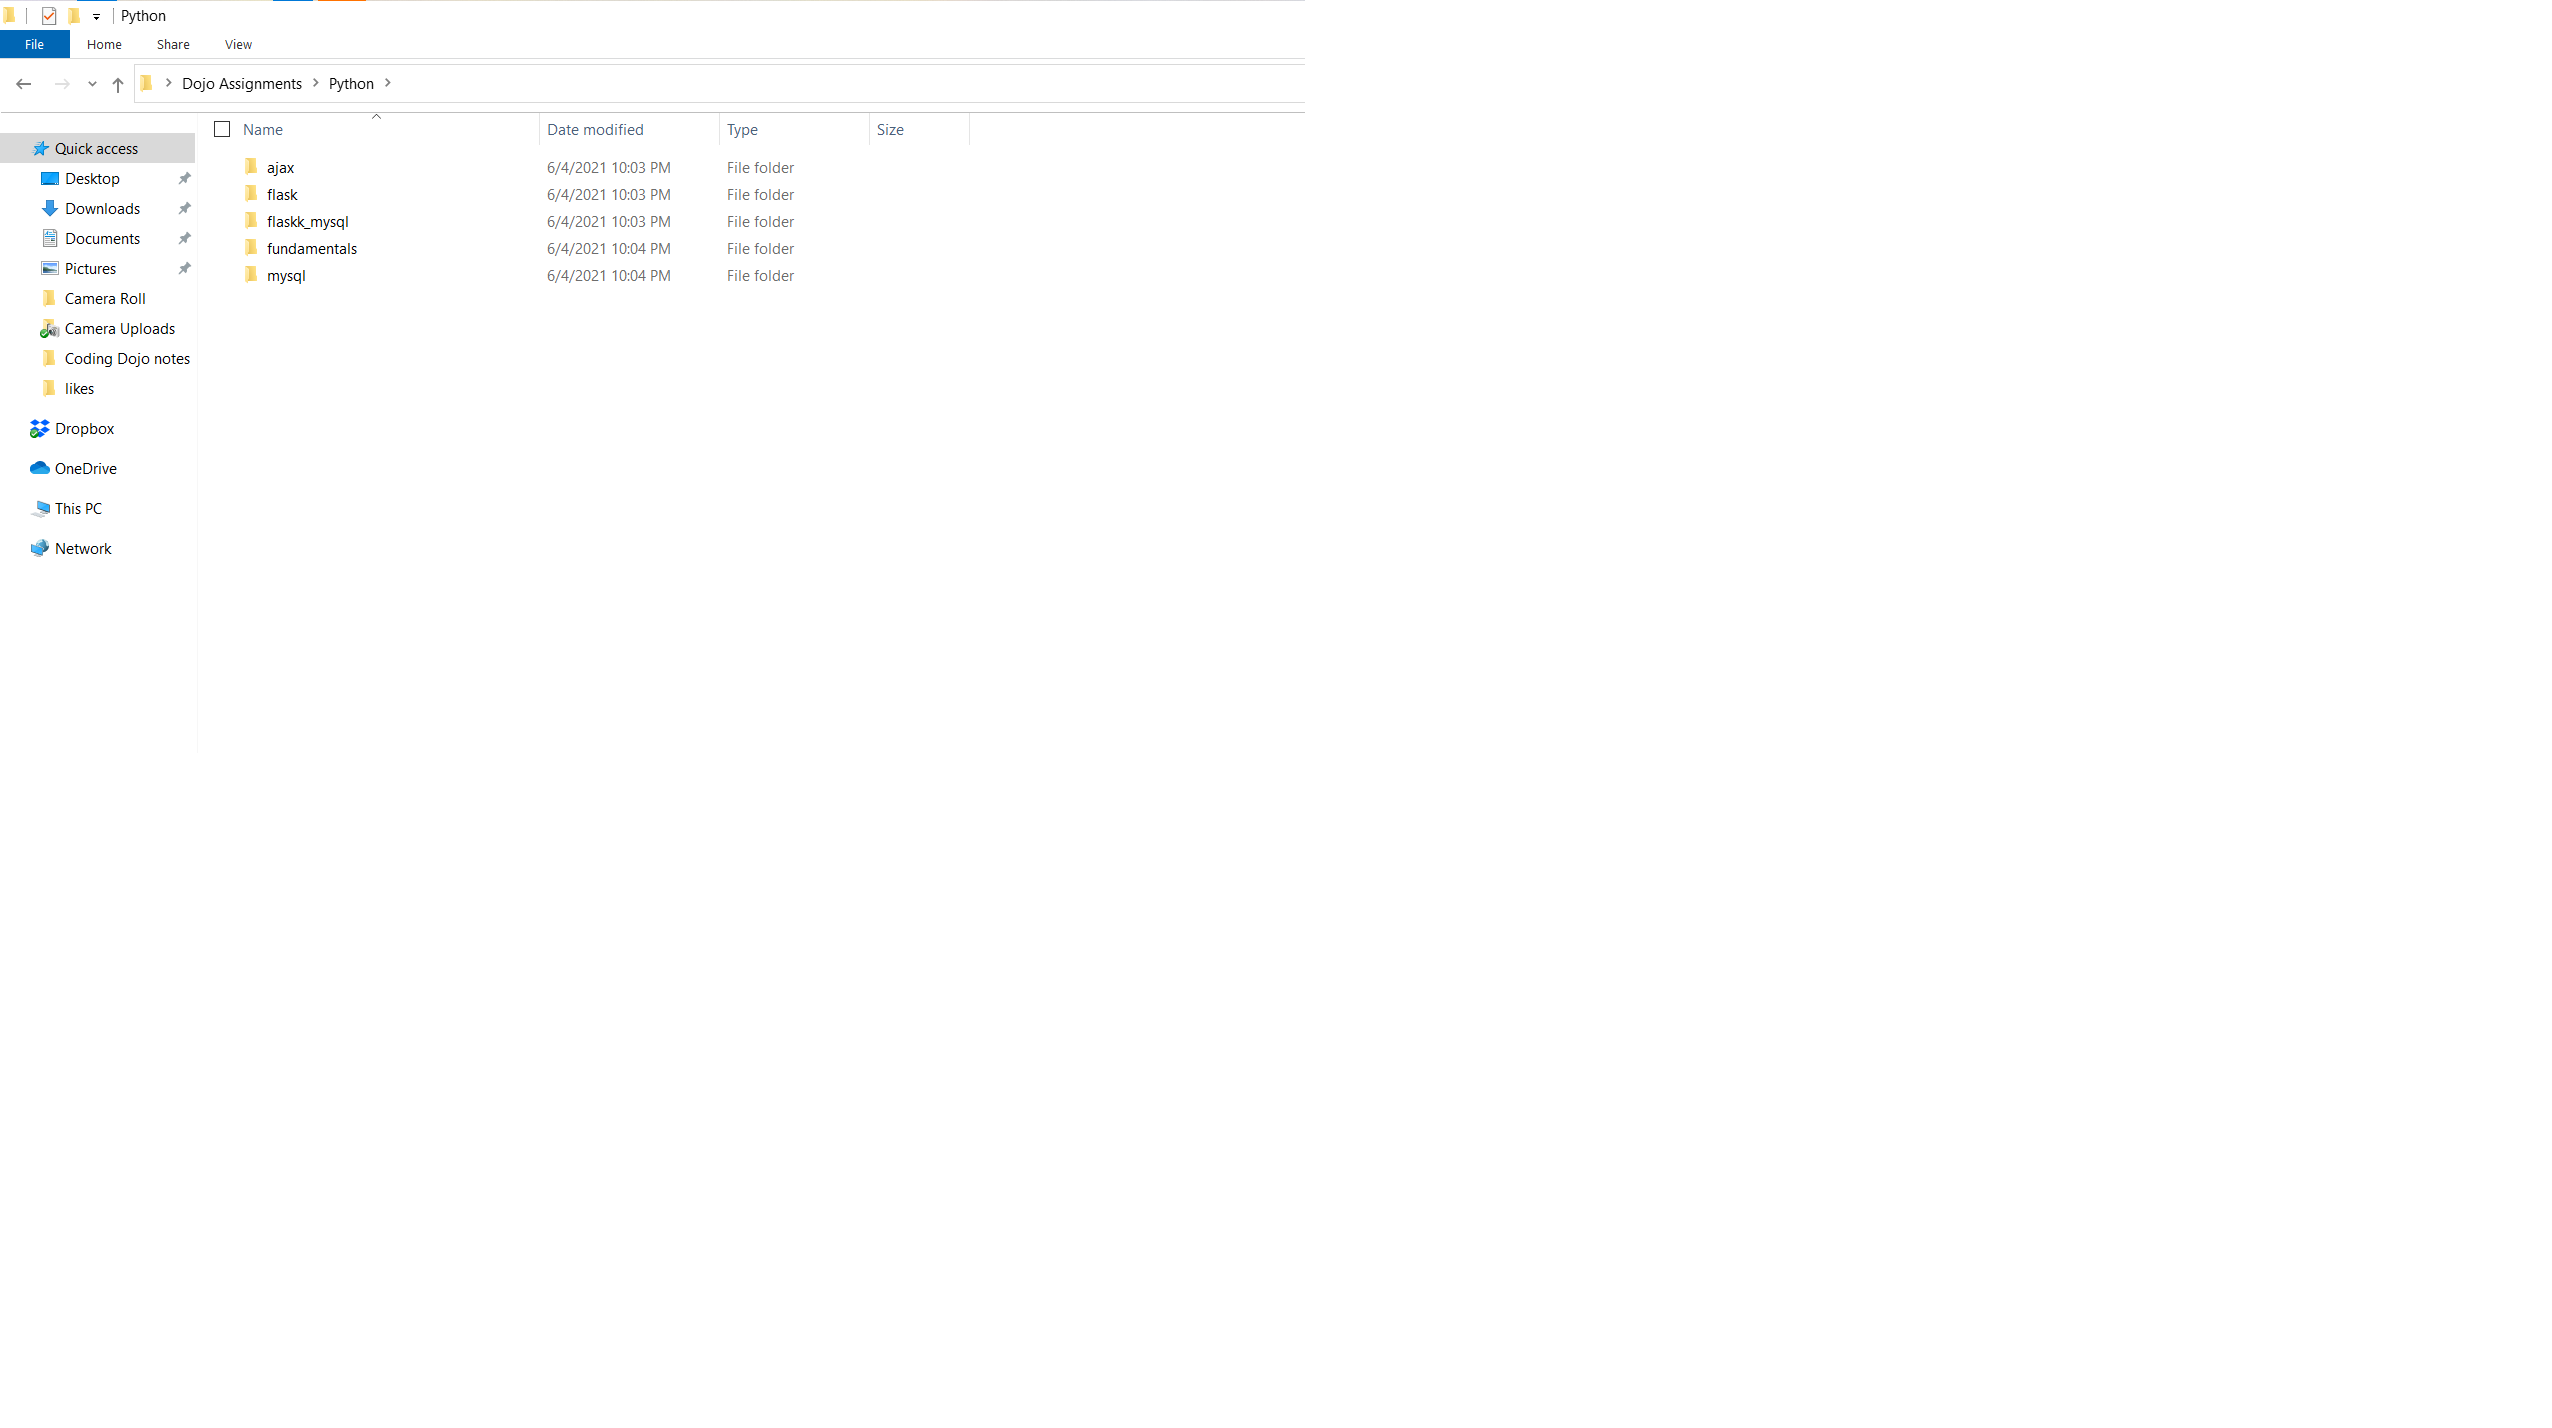 Python
File Home Share View
Dojo Assignments Python
Name Date modified Type Size
Quick access
Desktop
Downloads
Documents
Pictures
Camera Roll
Camera Uploads
Coding Dojo notes
likes
Dropbox
OneDrive
This PC
Network
ajax 6/4/2021 10:03 PM File folder
flask 6/4/2021 10:03 PM File folder
flaskk_mysql 6/4/2021 10:03 PM File folder
fundamentals 6/4/2021 10:04 PM File folder
mysql 6/4/2021 10:04 PM File folder